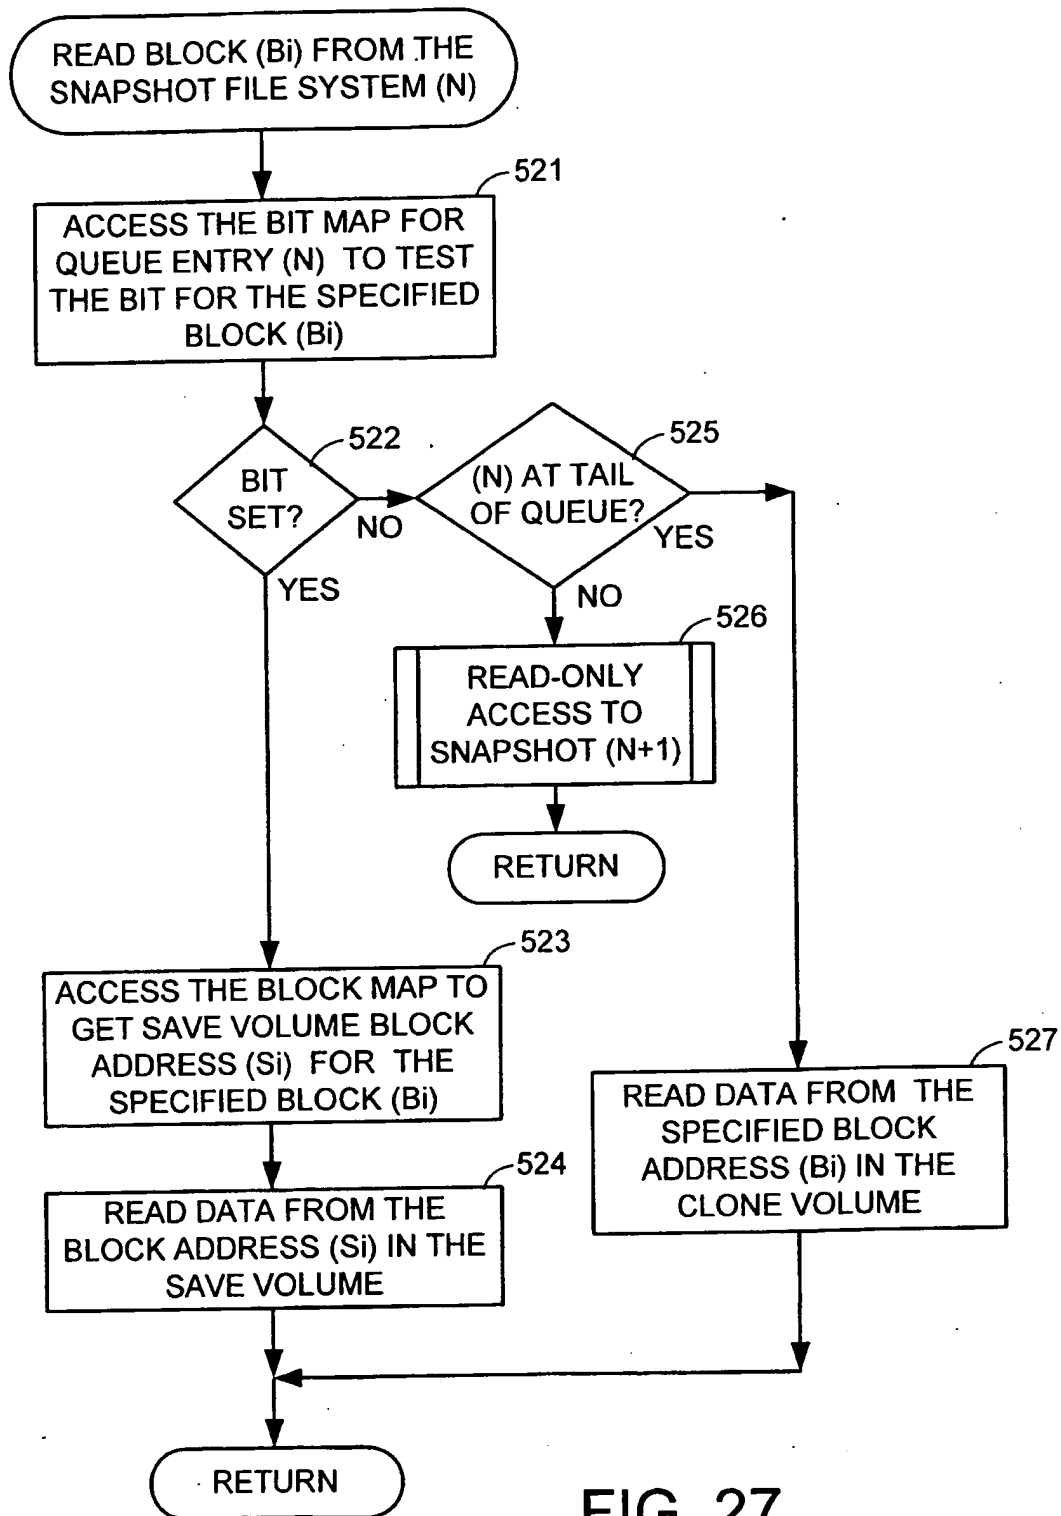 READ BLOCK (Bi) FROM THE
SNAPSHOT FILE SYSTEM (N)
521
ACCESS THE BIT MAP FOR
QUEUE ENTRY (N) TO TEST
THE BIT FOR THE SPECIFIED
BLOCK (Bi)
522
BIT
SET?
NO
YES
525
(N) AT TAIL
OF QUEUE?
YES
NO
526
READ-ONLY
ACCESS TO
SNAPSHOT (N+1)
RETURN
523
ACCESS THE BLOCK MAP TO
GET SAVE VOLUME BLOCK
ADDRESS (Si) FOR THE
SPECIFIED BLOCK (Bi)
524
READ DATA FROM THE
BLOCK ADDRESS (Si) IN THE
SAVE VOLUME
527
READ DATA FROM THE
SPECIFIED BLOCK
ADDRESS (Bi) IN THE
CLONE VOLUME
RETURN
FIG. 27